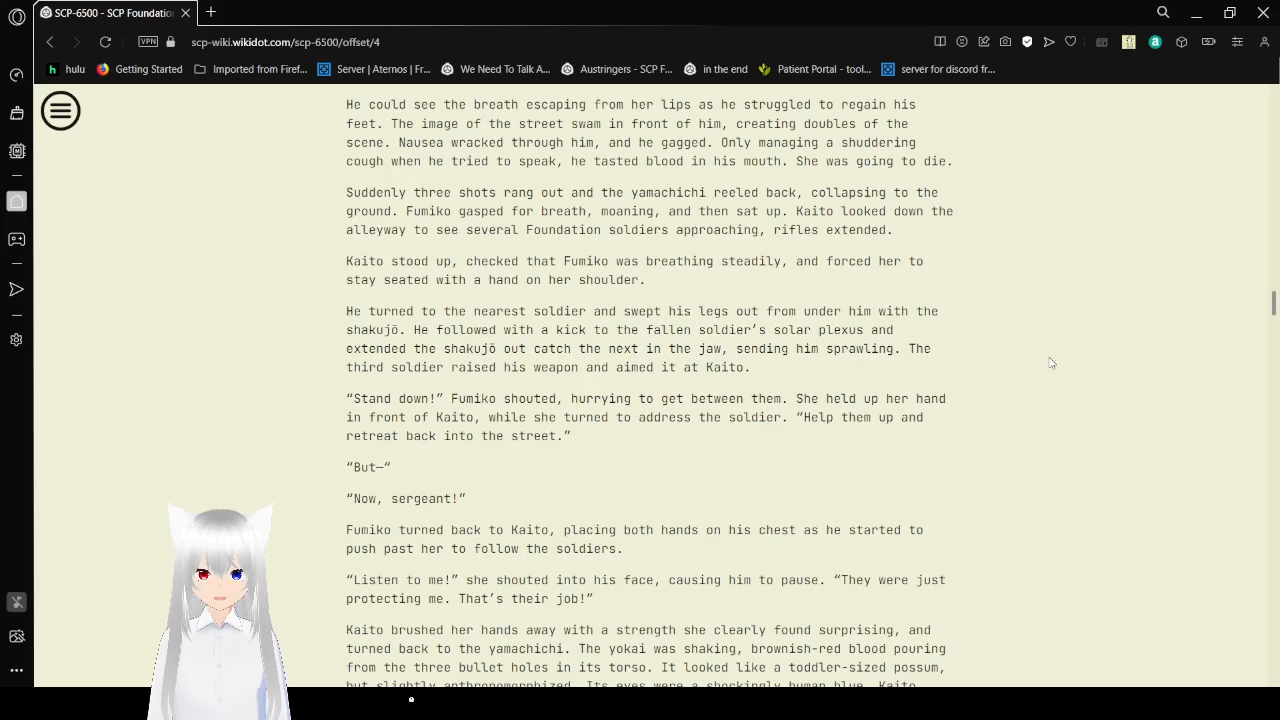 SCP-6500 - SCP Foundatio
scp-wiki.wikidot.com/scp-6500/offset/4
VPN
hulu
Getting Started
Imported from Firef...
Server | Aternos | Fr...
We Need To Talk A...
Austringers - SCP F...
in the end
Patient Portal - tool...
server for discord fr...
He could see the breath escaping from her lips as he struggled to regain his
feet. The image of the street swam in front of him, creating doubles of the
scene. Nausea wracked through him, and he gagged. Only managing a shuddering
cough when he tried to speak, he tasted blood in his mouth. She was going to die.
Suddenly three shots rang out and the yamachichi reeled back, collapsing to the
ground. Fumiko gasped for breath, moaning, and then sat up. Kaito looked down the
alleyway to see several Foundation soldiers approaching, rifles extended.
Kaito stood up, checked that Fumiko was breathing steadily, and forced her to
stay seated with a hand on her shoulder.
He turned to the nearest soldier and swept his legs out from under him with the
shakujō. He followed with a kick to the fallen soldier’s solar plexus and
extended the shakujō out catch the next in the jaw, sending him sprawling. The
third soldier raised his weapon and aimed it at Kaito.
“Stand down!” Fumiko shouted, hurrying to get between them. She held up her hand
in front of Kaito, while she turned to address the soldier. “Help them up and
retreat back into the street.”
“But—“
“Now, sergeant!”
Fumiko turned back to Kaito, placing both hands on his chest as he started to
push past her to follow the soldiers.
“Listen to me!” she shouted into his face, causing him to pause. “They were just
protecting me. That’s their job!”
Kaito brushed her hands away with a strength she clearly found surprising, and
turned back to the yamachichi. The yokai was shaking, brownish-red blood pouring
from the three bullet holes in its torso. It looked like a toddler-sized possum,
but slightly anthropomorphized. Its eyes were a shockingly human blue. Kaito